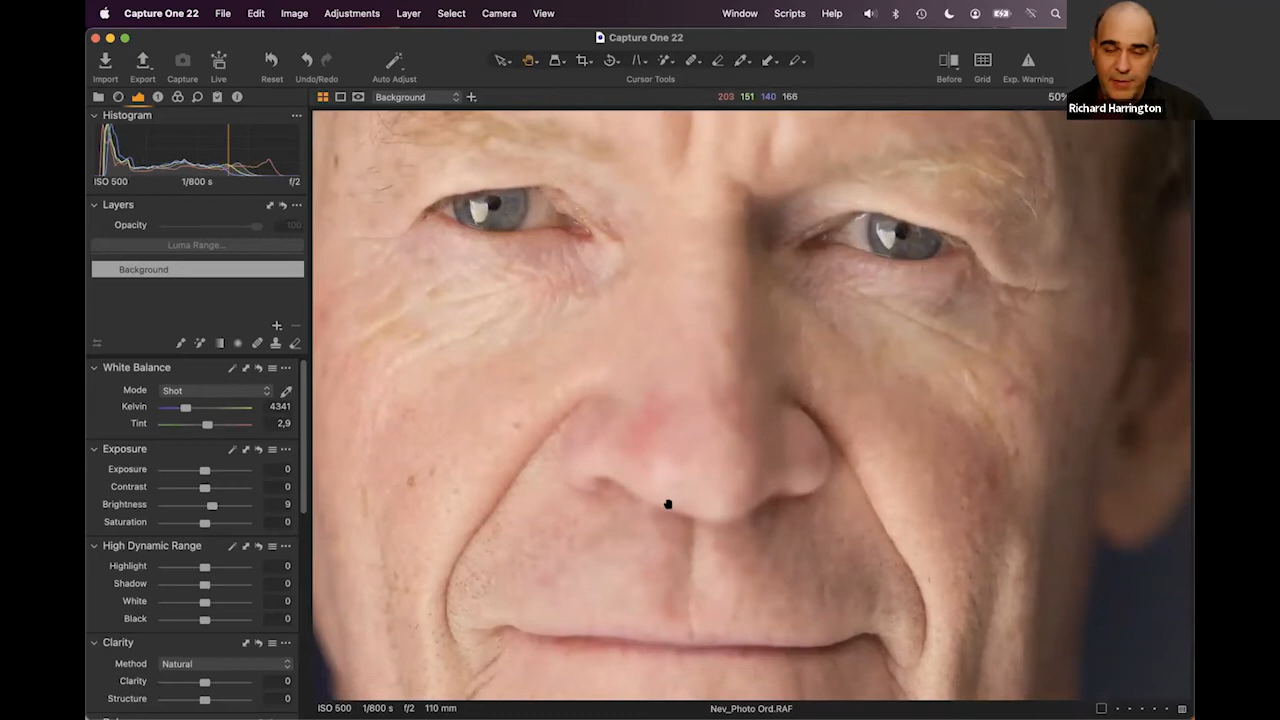 Capture One 22 File Edit Image Adjustments Layer Select Camera View Window Scripts Help
Capture One 22
Import Export Capture Live Reset Undo/Redo Auto Adjust Cursor Tools Before Grid Exp. Warning
Richard Harrington
Background 203 151 140 166 50%
Histogram
ISO 500 1/800 s f/2
Layers
Opacity 100
Luma Range...
Background
White Balance
Mode Shot
Kelvin 4341
Tint 2,9
Exposure
Exposure 0
Contrast 0
Brightness 9
Saturation 0
High Dynamic Range
Highlight 0
Shadow 0
White 0
Black 0
Clarity
Method Natural
Clarity 0
Structure 0
ISO 500 1/800 s f/2 110 mm Nev_Photo Ord.RAF